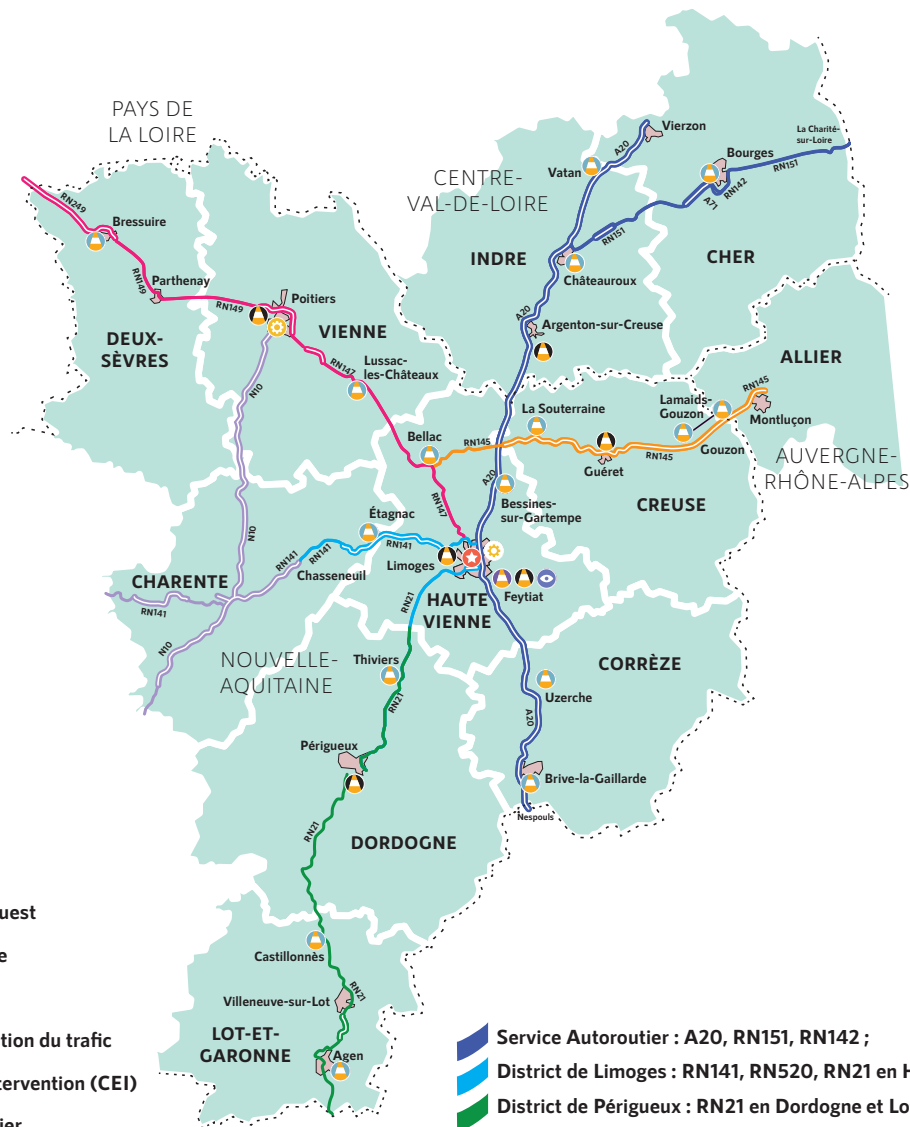 PAYS DE
LA LOIRE
Vierzon
A20
La Charité-
sur-Loire
Vatan
Bourges
RN151
CENTRE-
VAL-DE-LOIRE
A71
RN142
RN249
Bressuire
RN151
INDRE
CHER
RN149
Parthenay
Châteauroux
RN149
Poitiers
A20
Argenton-sur-Creuse
DEUX-
SÈVRES
VIENNE
ALLIER
RN147
Lussac-
les-Châteaux
N10
Lamaids-
Gouzon
RN145
La Souterraine
Montluçon
Bellac
RN145
Gouzon
Guéret
RN145
AUVERGNE-
RHÔNE-ALPES
A20
RN147
Bessines-
sur-Gartempe
CREUSE
Étagnac
N10
RN141
RN141
RN141
Limoges
Chasseneuil
CHARENTE
RN141
Feytiat
RN21
HAUTE
VIENNE
N10
NOUVELLE-
AQUITAINE
Thiviers
CORRÈZE
RN21
Uzerche
A20
Périgueux
Brive-la-Gaillarde
Nespouls
RN21
DORDOGNE
uest
Castillonnès
e
RN21
Villeneuve-sur-Lot
LOT-ET-
GARONNE
tion du trafic
Agen
tervention (CEI)
ier
Service Autoroutier : A20, RN151, RN142 ;
District de Limoges : RN141, RN520, RN21 en H
District de Périgueux : RN21 en Dordogne et Lo